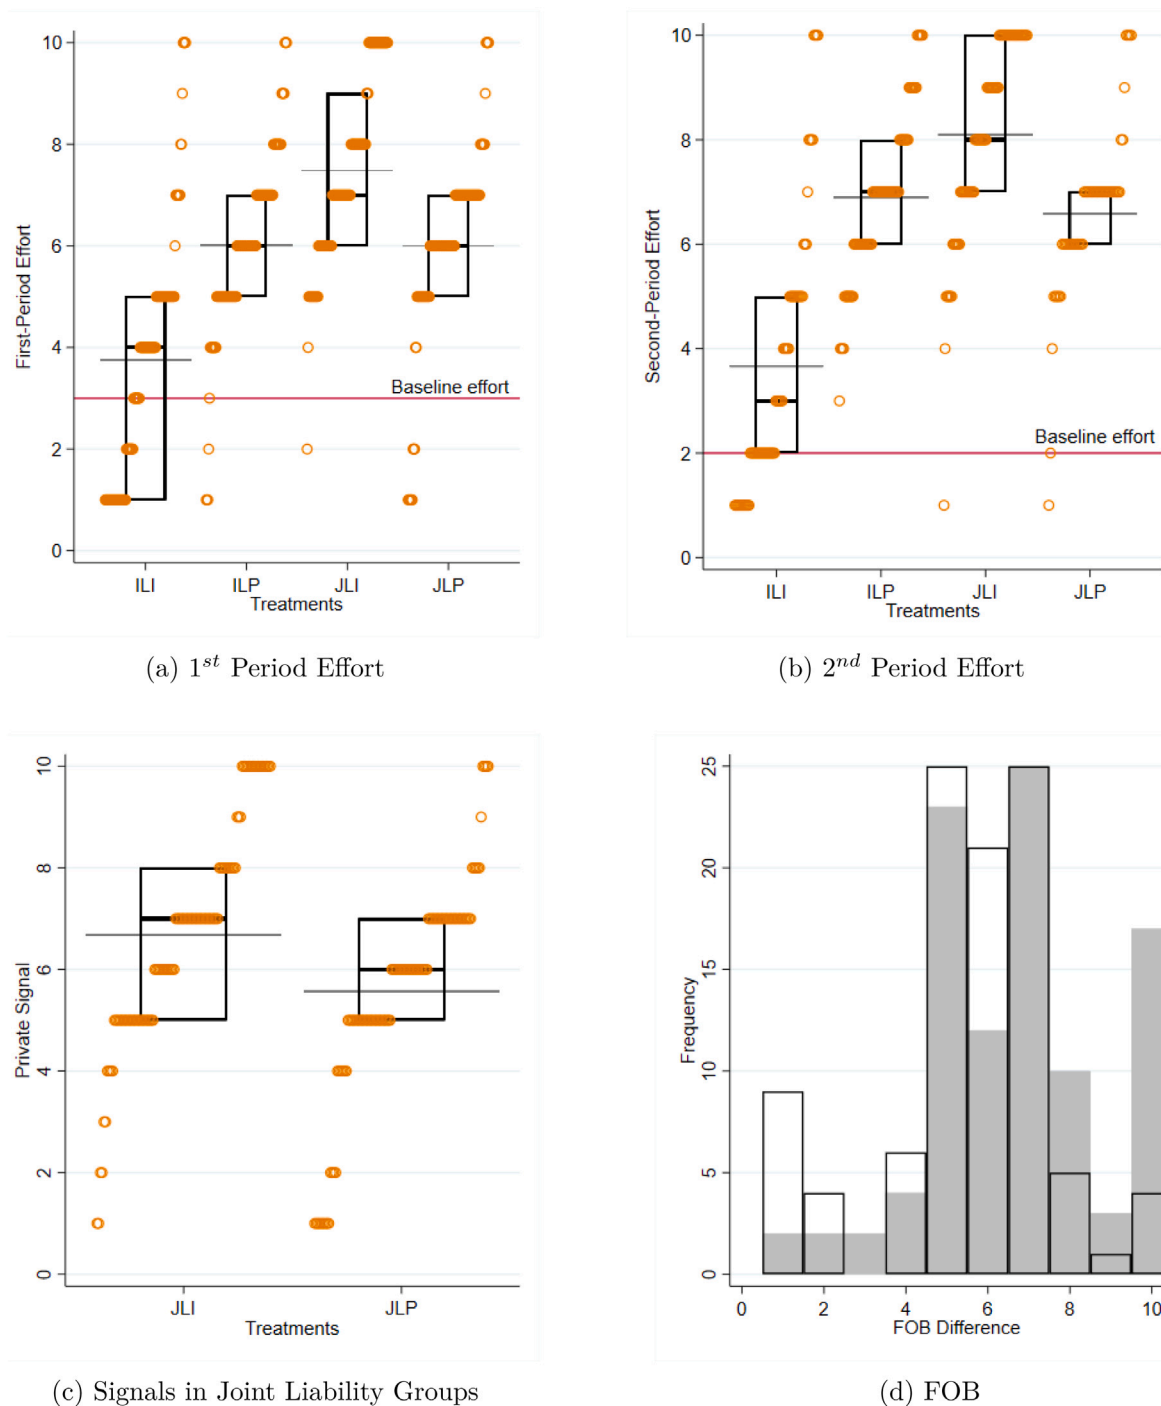 First-Period Effort
10
8
6
4
2
0
Baseline effort
ILI ILP JLI JLP
Treatments
(a) 1st Period Effort
Second-Period Effort
10
8
6
4
2
0
Baseline effort
ILI ILP JLI JLP
Treatments
(b) 2nd Period Effort
Private Signal
10
8
6
4
2
0
JLI JLP
Treatments
(c) Signals in Joint Liability Groups
Frequency
25
20
15
10
5
0
0 2 4 6 8 10
FOB Difference
(d) FOB